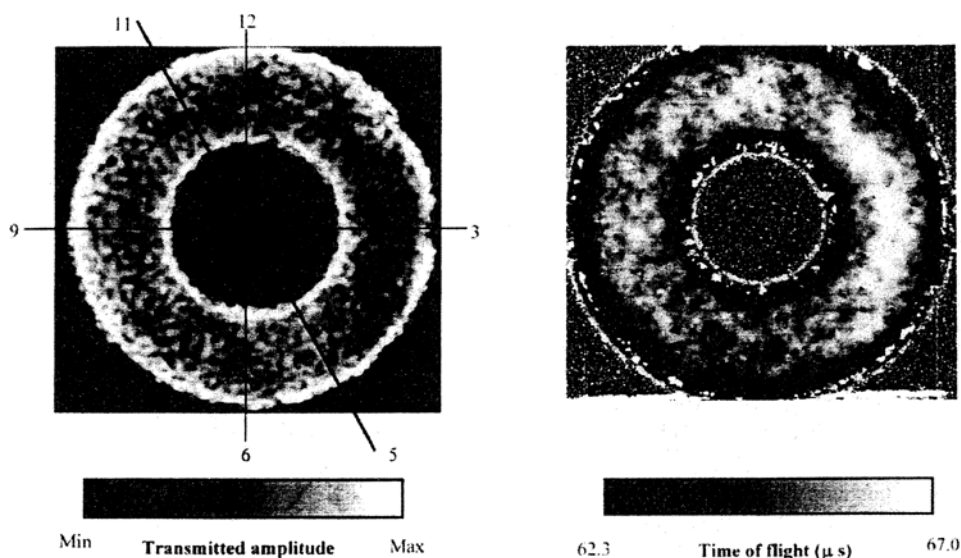 11
12
9
3
6
5
Min
Transmitted amplitude
Max
62.3
Time of flight (μ s)
67.0